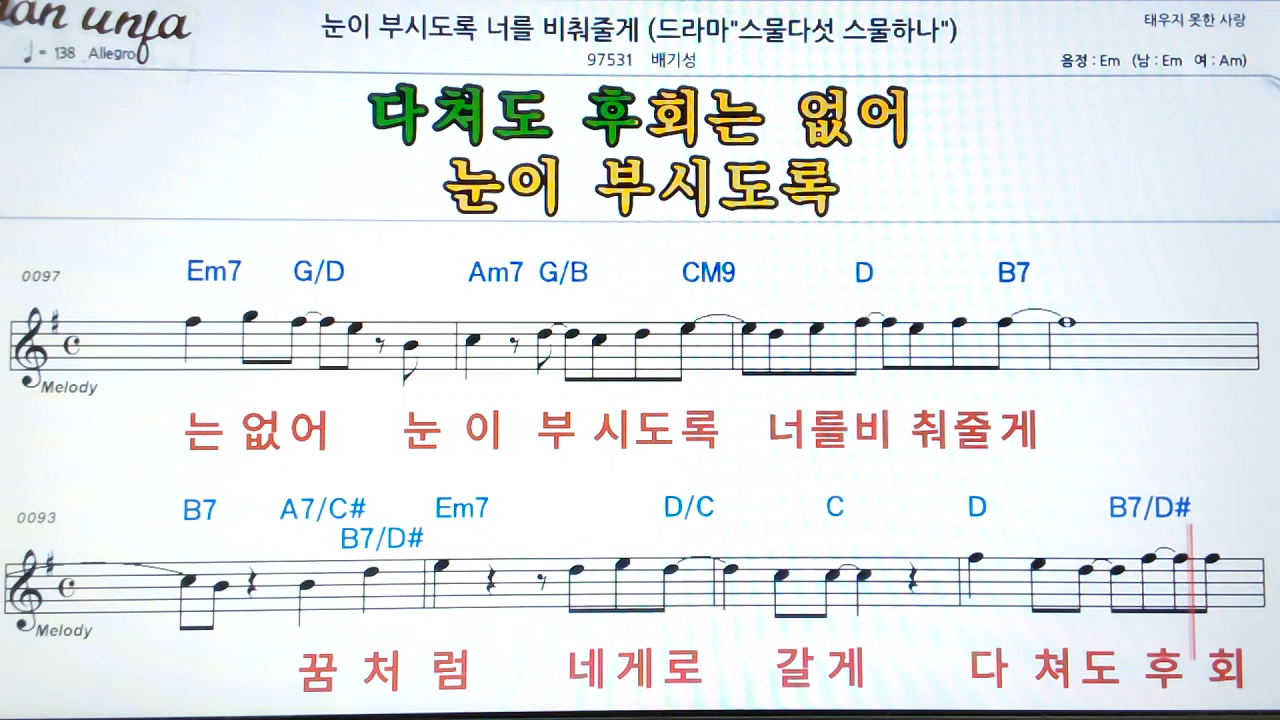 눈이 부시도록 너를 비춰줄게 (드라마"스물다섯 스물하나")
태우지 못한 사랑
♩ = 138 Allegro
97531 배기성
음정 : Em (남 : Em 여 : Am)
다쳐도 후회는 없어
눈이 부시도록
0097
Em7 G/D Am7 G/B CM9 D B7
Melody
는 없어 눈 이 부 시도록 너를비 춰줄게
0093
B7 A7/C# Em7 D/C C D B7/D#
B7/D#
Melody
꿈 처 럼 네게로 갈게 다 쳐도 후 회